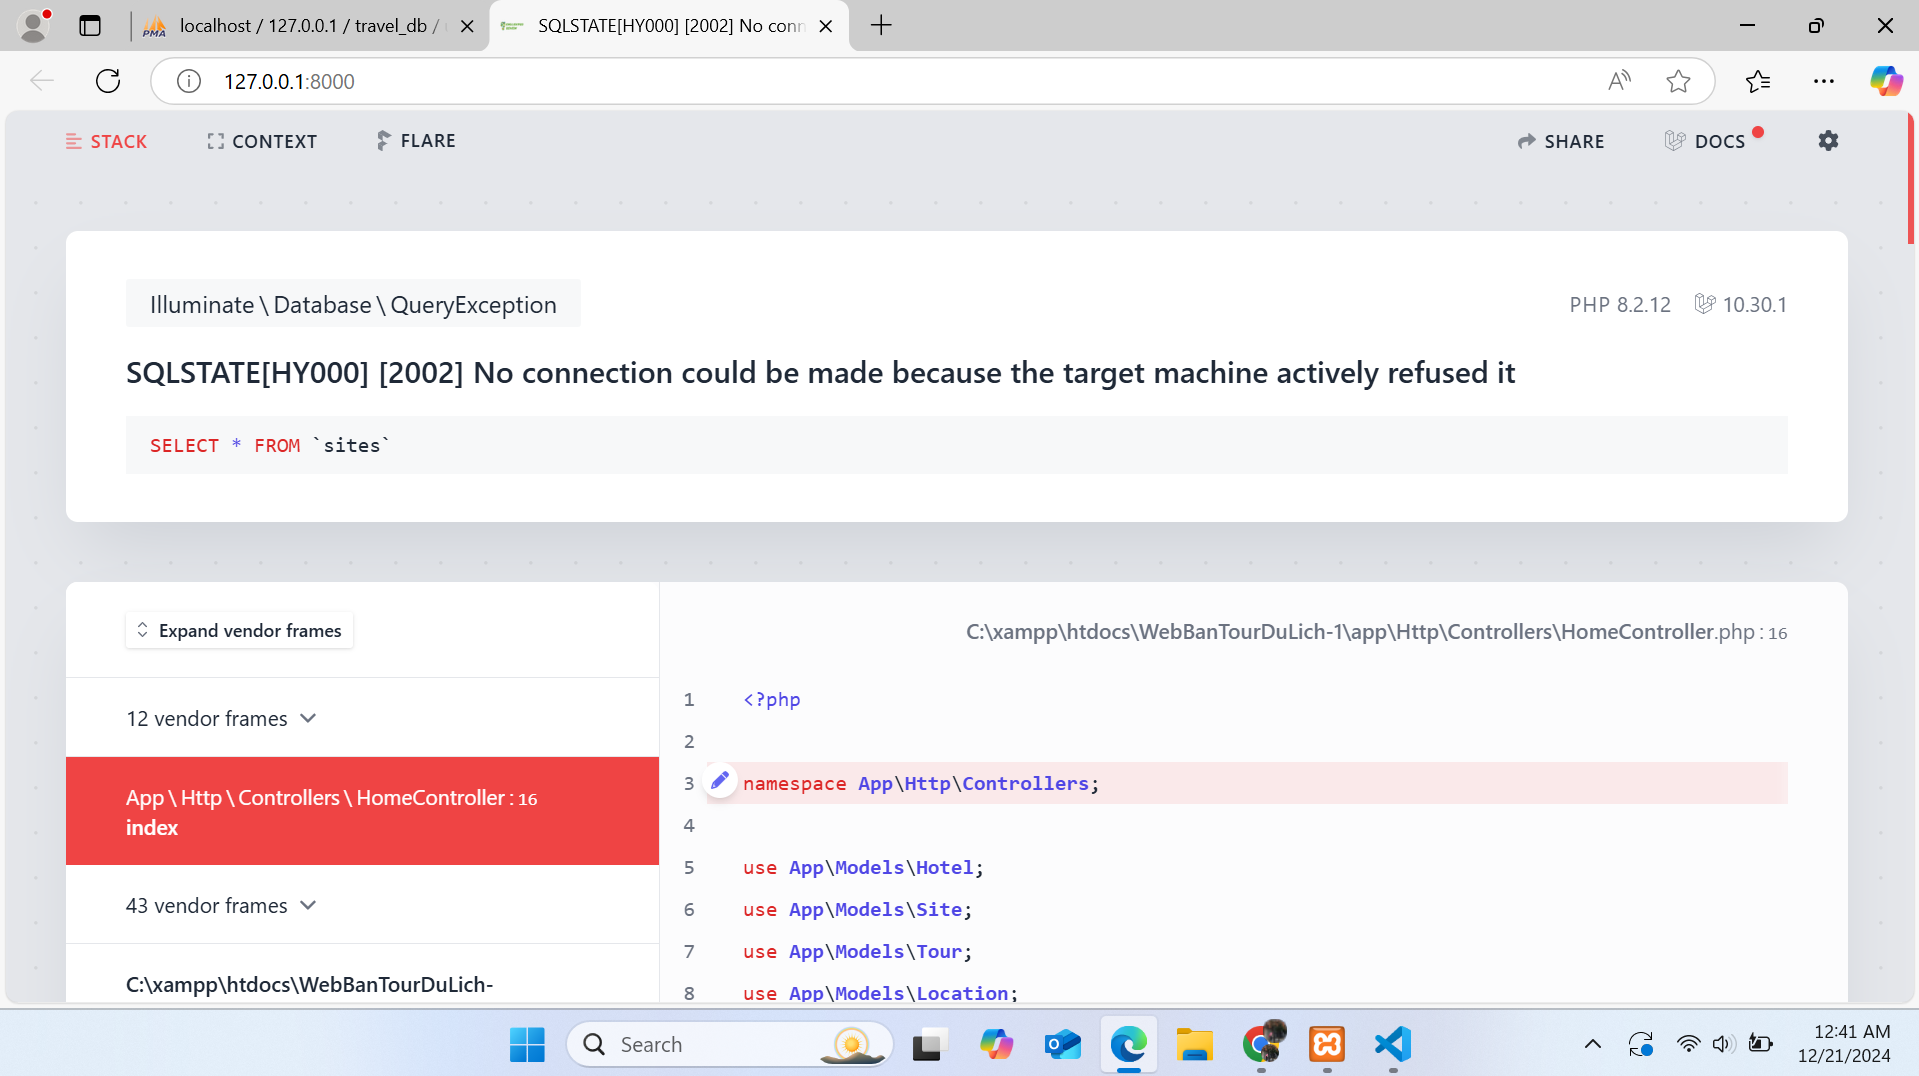 PMA localhost / 127.0.0.1 / travel_db /
SQLSTATE[HY000] [2002] No conn
127.0.0.1:8000
STACK
CONTEXT
FLARE
SHARE
DOCS
Illuminate \ Database \ QueryException
PHP 8.2.12
10.30.1
SQLSTATE[HY000] [2002] No connection could be made because the target machine actively refused it
SELECT * FROM `sites`
Expand vendor frames
12 vendor frames
App \ Http \ Controllers \ HomeController : 16
index
43 vendor frames
C:\xampp\htdocs\WebBanTourDuLich-
C:\xampp\htdocs\WebBanTourDuLich-1\app\Http\Controllers\HomeController.php : 16
1 <?php
2
3 namespace App\Http\Controllers;
4
5 use App\Models\Hotel;
6 use App\Models\Site;
7 use App\Models\Tour;
8 use App\Models\Location;
Search
12:41 AM
12/21/2024